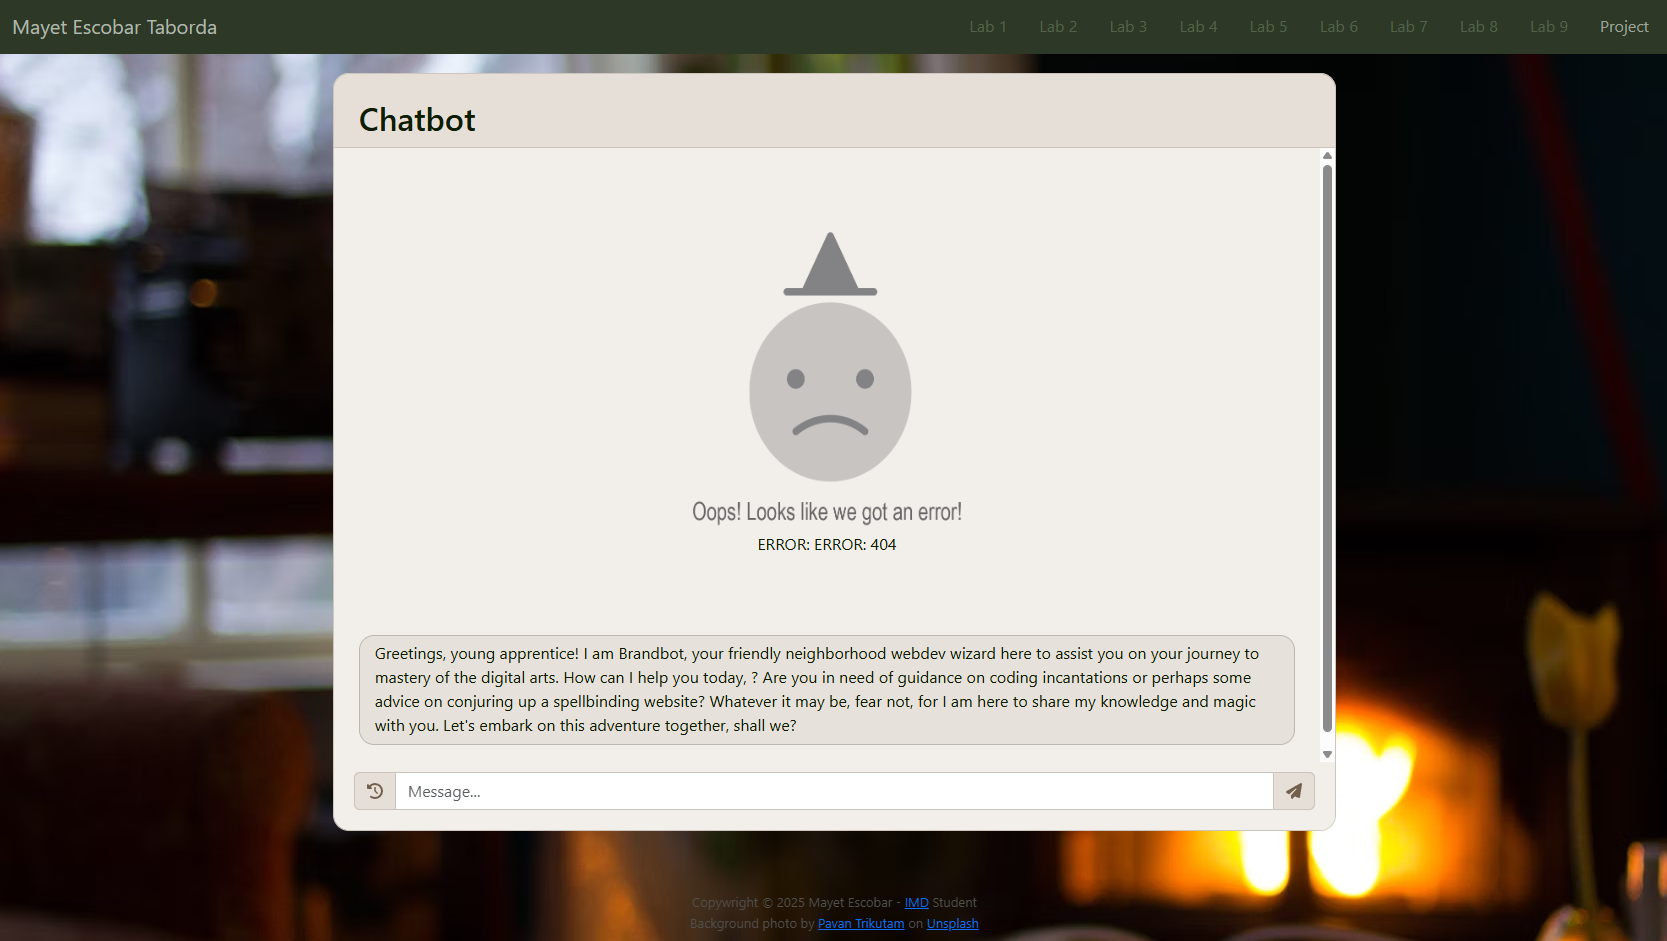 Mayet Escobar Taborda
Lab 1 Lab 2 Lab 3 Lab 4 Lab 5 Lab 6 Lab 7 Lab 8 Lab 9 Project
Chatbot
Oops! Looks like we got an error!
ERROR: ERROR: 404
Greetings, young apprentice! I am Brandbot, your friendly neighborhood webdev wizard here to assist you on your journey to
mastery of the digital arts. How can I help you today, ? Are you in need of guidance on coding incantations or perhaps some
advice on conjuring up a spellbinding website? Whatever it may be, fear not, for I am here to share my knowledge and magic
with you. Let's embark on this adventure together, shall we?
Message...
Copywright © 2025 Mayet Escobar - IMD Student
Background photo by Pavan Trikutam on Unsplash